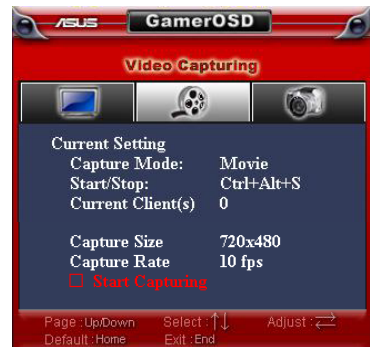 ASUS GamerOSD
Video Capturing
Current Setting
Capture Mode: Movie
Start/Stop: Ctrl+Alt+S
Current Client(s) 0
Capture Size 720x480
Capture Rate 10 fps
Start Capturing
Page : Up/Down Select : ↑↓ Adjust : ⇄
Default : Home Exit : End